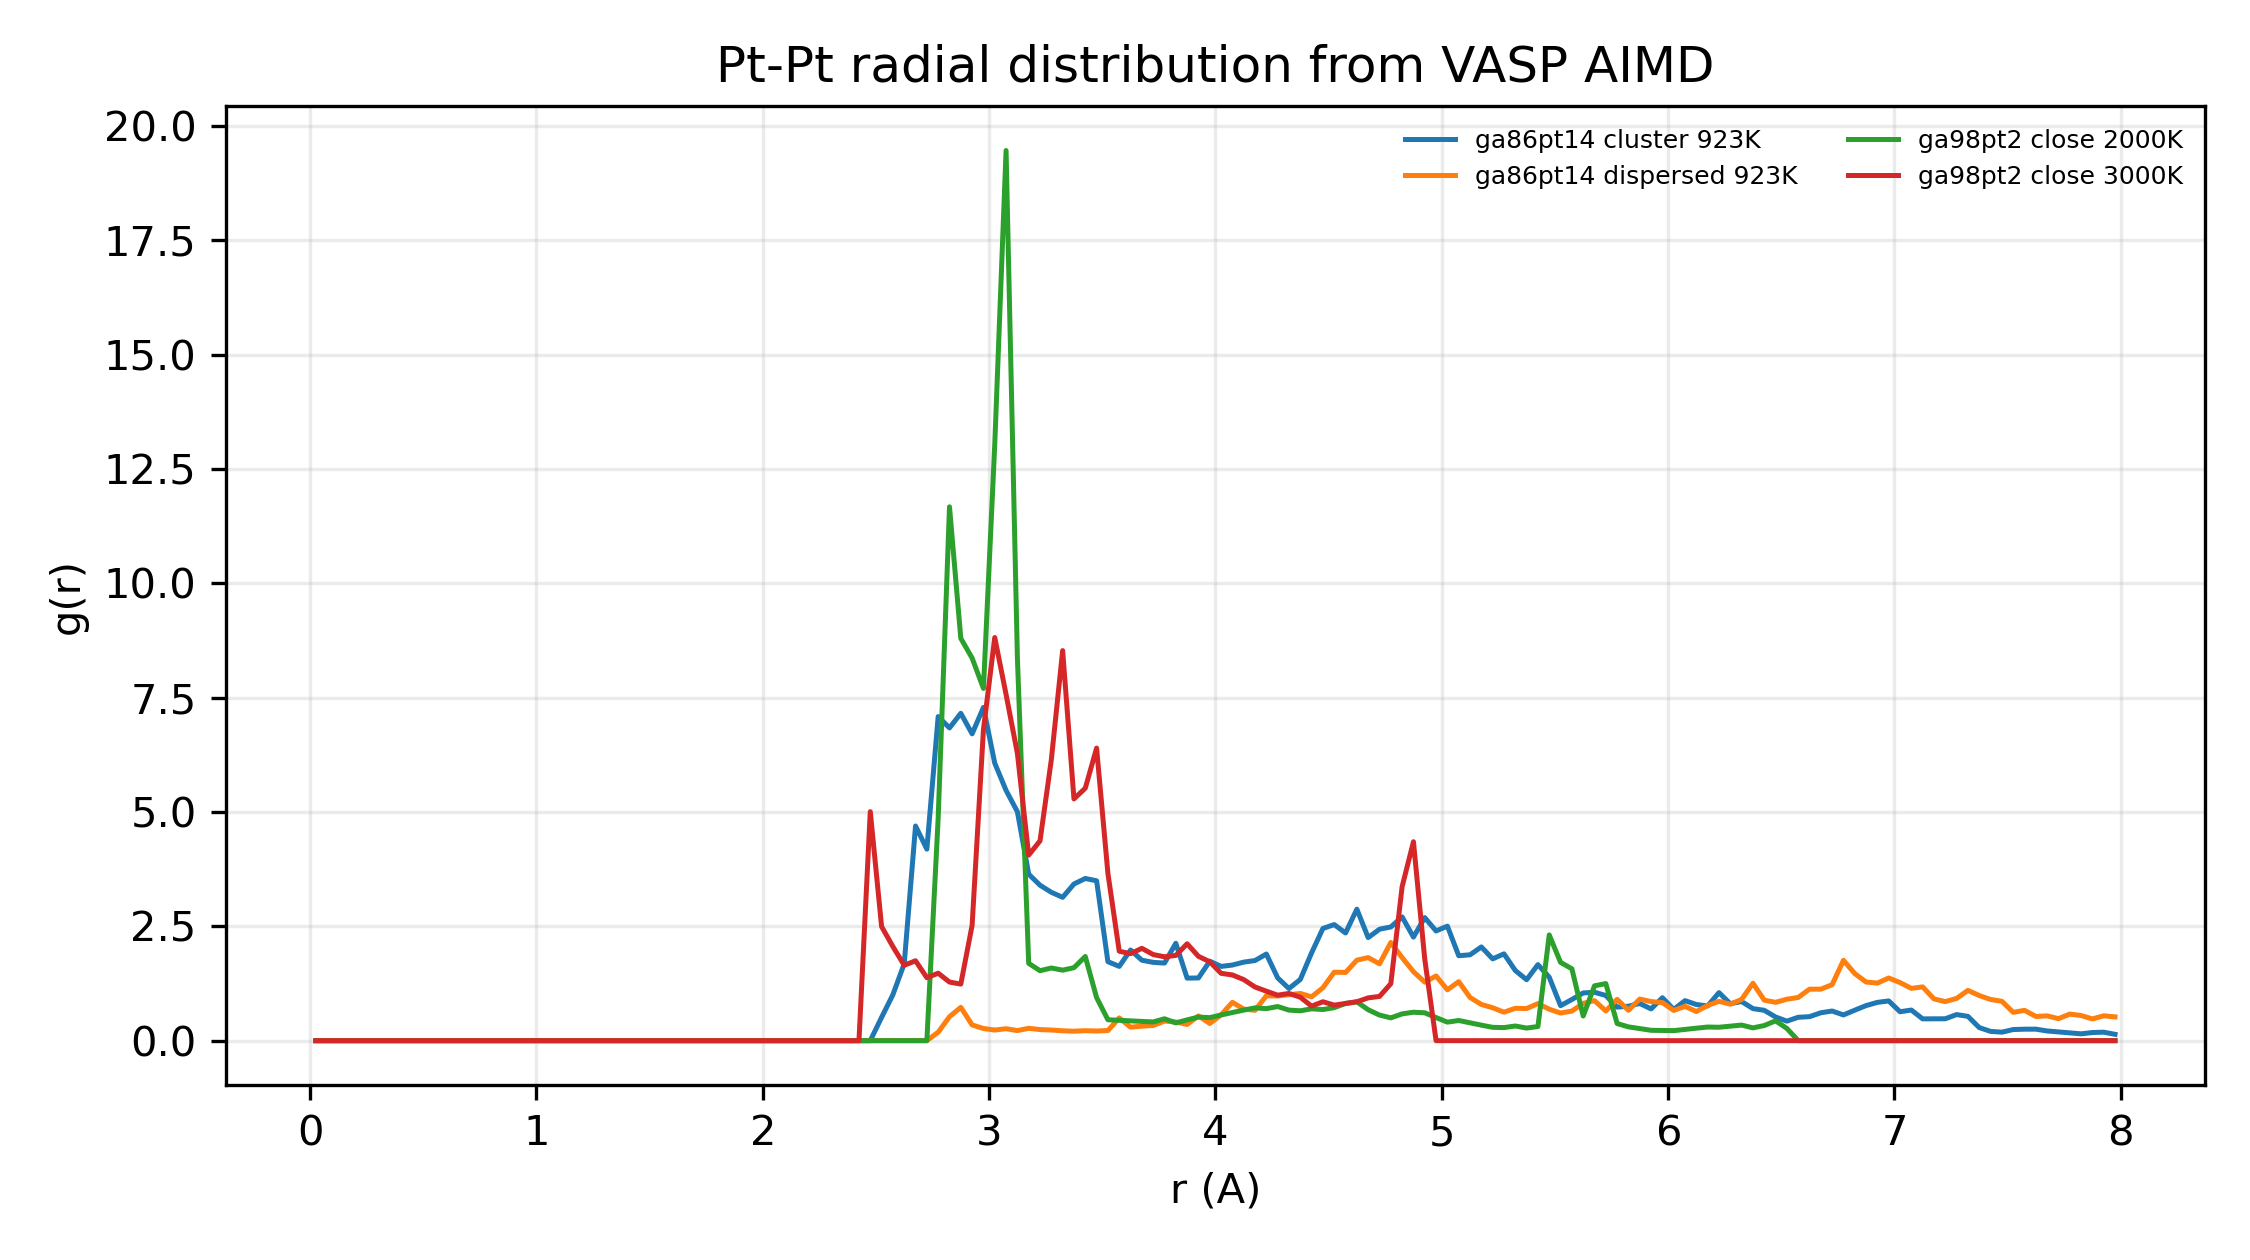 Pt-Pt radial distribution from VASP AIMD
ga86pt14 cluster 923K
ga86pt14 dispersed 923K
ga98pt2 close 2000K
ga98pt2 close 3000K
20.0
17.5
15.0
12.5
10.0
7.5
5.0
2.5
0.0
g(r)
0 1 2 3 4 5 6 7 8
r (A)